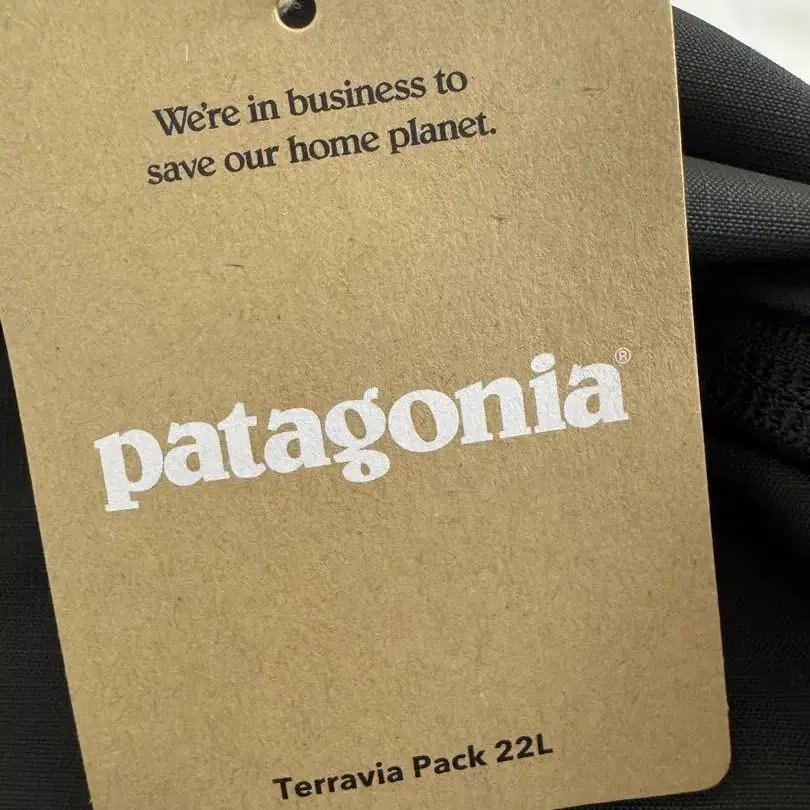 We're in business to
save our home planet.
patagonia®
Terravia Pack 22L